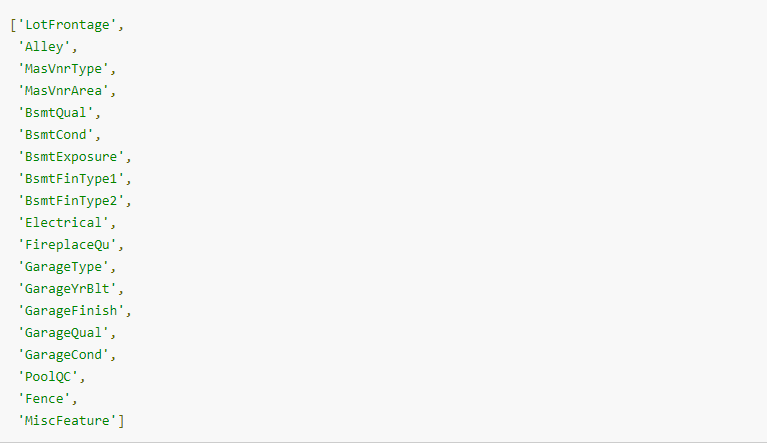 ['LotFrontage',
'Alley',
'MasVnrType',
'MasVnrArea',
'BsmtQual',
'BsmtCond',
'BsmtExposure',
'BsmtFinType1',
'BsmtFinType2',
'Electrical',
'FireplaceQu',
'GarageType',
'GarageYrBlt',
'GarageFinish',
'GarageQual',
'GarageCond',
'PoolQC',
'Fence',
'MiscFeature']